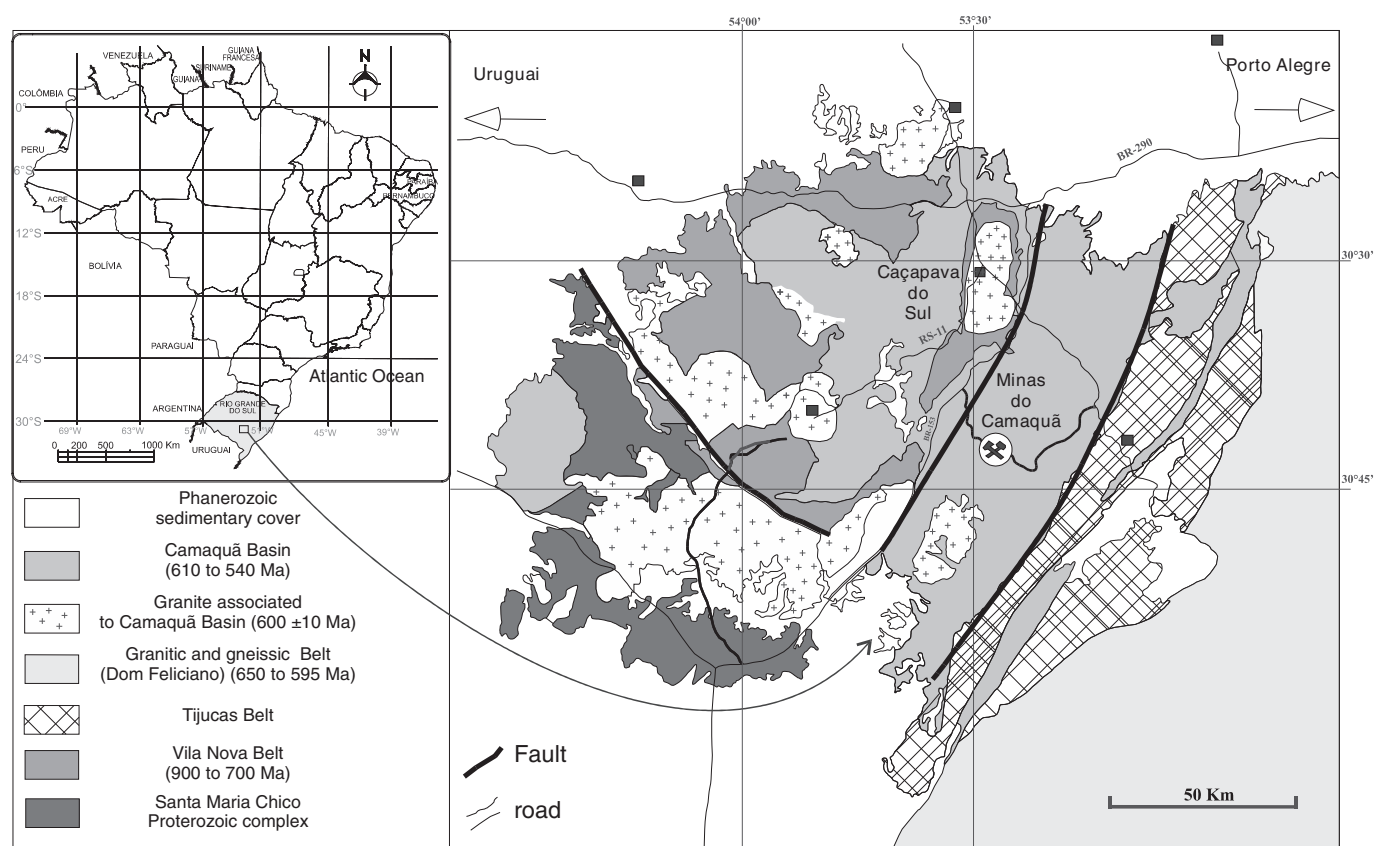 54°00'
53°30'
VENEZUELA
GUIANA
FRANCESA
SURINAME
GUIANA
COLÔMBIA
N
0°
PERU
6°S
PARAÍBA
PERNAMBUCO
ACRE
12°S
BOLÍVIA
18°S
PARAGUAI
24°S
Atlantic Ocean
ARGENTINA
RIO GRANDE
DO SUL
30°S
69°W
63°W
45°W
39°W
0 200 500 1000 Km
URUGUAI
Uruguai
Porto Alegre
BR-290
30°30'
Caçapava
do
Sul
RS-11
Minas
do
Camaquã
BR-153
30°45'
Phanerozoic
sedimentary cover
Camaquã Basin
(610 to 540 Ma)
Granite associated
to Camaquã Basin (600 ±10 Ma)
Granitic and gneissic Belt
(Dom Feliciano) (650 to 595 Ma)
Tijucas Belt
Vila Nova Belt
(900 to 700 Ma)
Santa Maria Chico
Proterozoic complex
Fault
road
50 Km